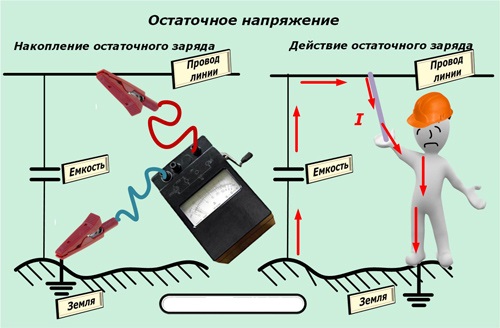 Остаточное напряжение
Накопление остаточного заряда
Действие остаточного заряда
Провод
линии
Провод
линии
I
Емкость
Емкость
Земля
Земля